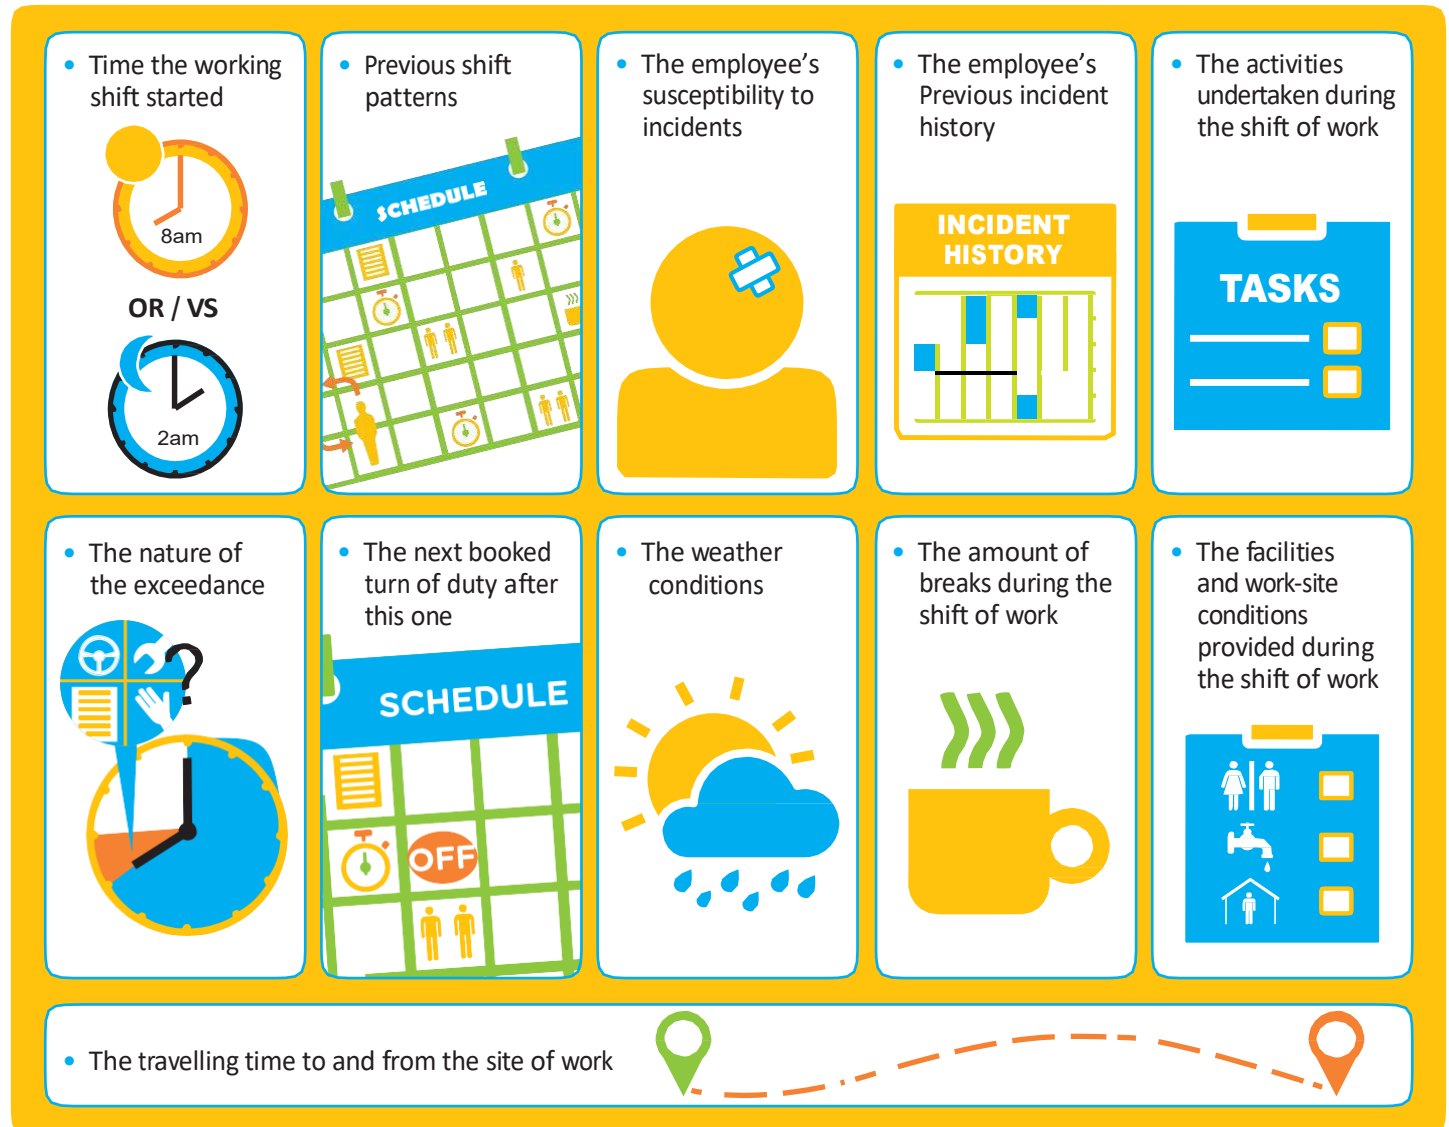 • Time the working
shift started
8am
OR / VS
2am
• Previous shift
patterns
SCHEDULE
• The employee’s
susceptibility to
incidents
• The employee’s
Previous incident
history
INCIDENT
HISTORY
• The activities
undertaken during
the shift of work
TASKS
• The nature of
the exceedance
?
• The next booked
turn of duty after
this one
SCHEDULE
OFF
• The weather
conditions
• The amount of
breaks during the
shift of work
• The facilities
and work-site
conditions
provided during
the shift of work
• The travelling time to and from the site of work